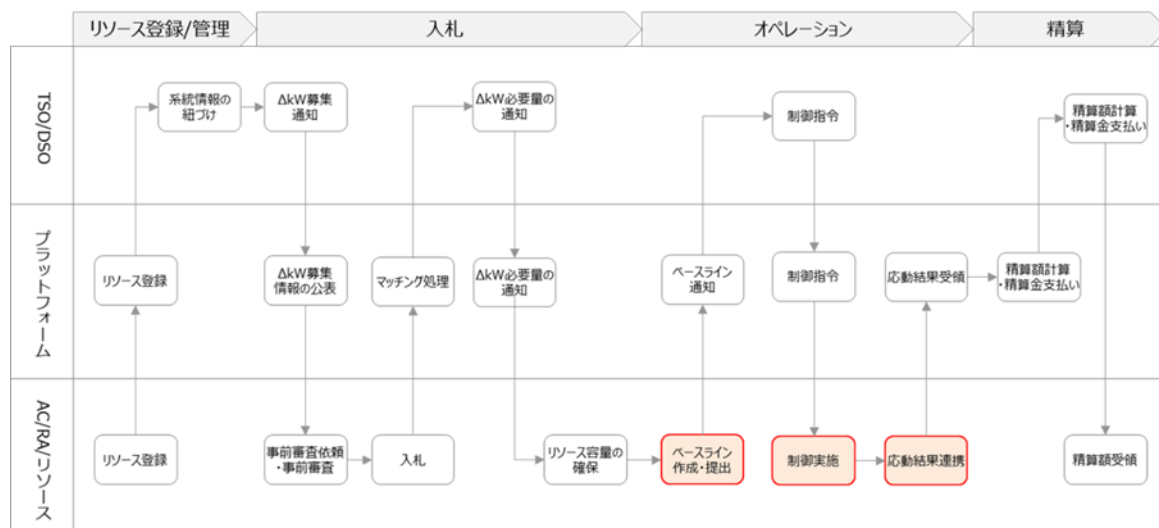 リソース登録/管理
入札
オペレーション
精算
TSO/DSO
系統情報の
紐づけ
ΔkW募集
通知
ΔkW必要量の
通知
制御指令
精算額計算
・精算金支払い
プラットフォーム
リソース登録
ΔkW募集
情報の公表
マッチング処理
ΔkW必要量の
通知
ベースライン
通知
制御指令
応動結果受領
精算額計算
・精算金支払い
AC/RA/リソース
リソース登録
事前審査依頼
・事前審査
入札
リソース容量の
確保
ベースライン
作成・提出
制御実施
応動結果連携
精算額受領